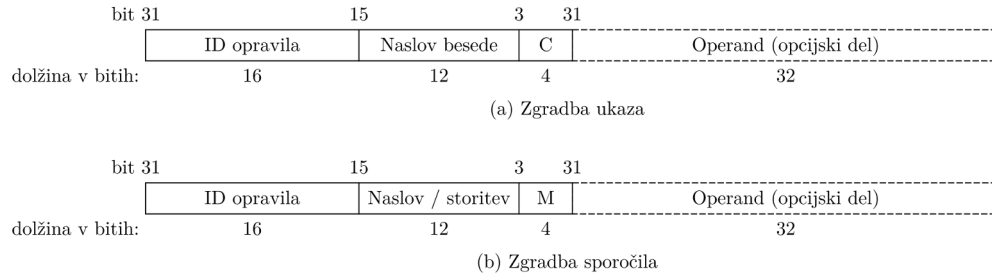 bit 31 15 3 31
ID opravila Naslov besede C Operand (opcijski del)
dolžina v bitih: 16 12 4 32
(a) Zgradba ukaza
bit 31 15 3 31
ID opravila Naslov / storitev M Operand (opcijski del)
dolžina v bitih: 16 12 4 32
(b) Zgradba sporočila